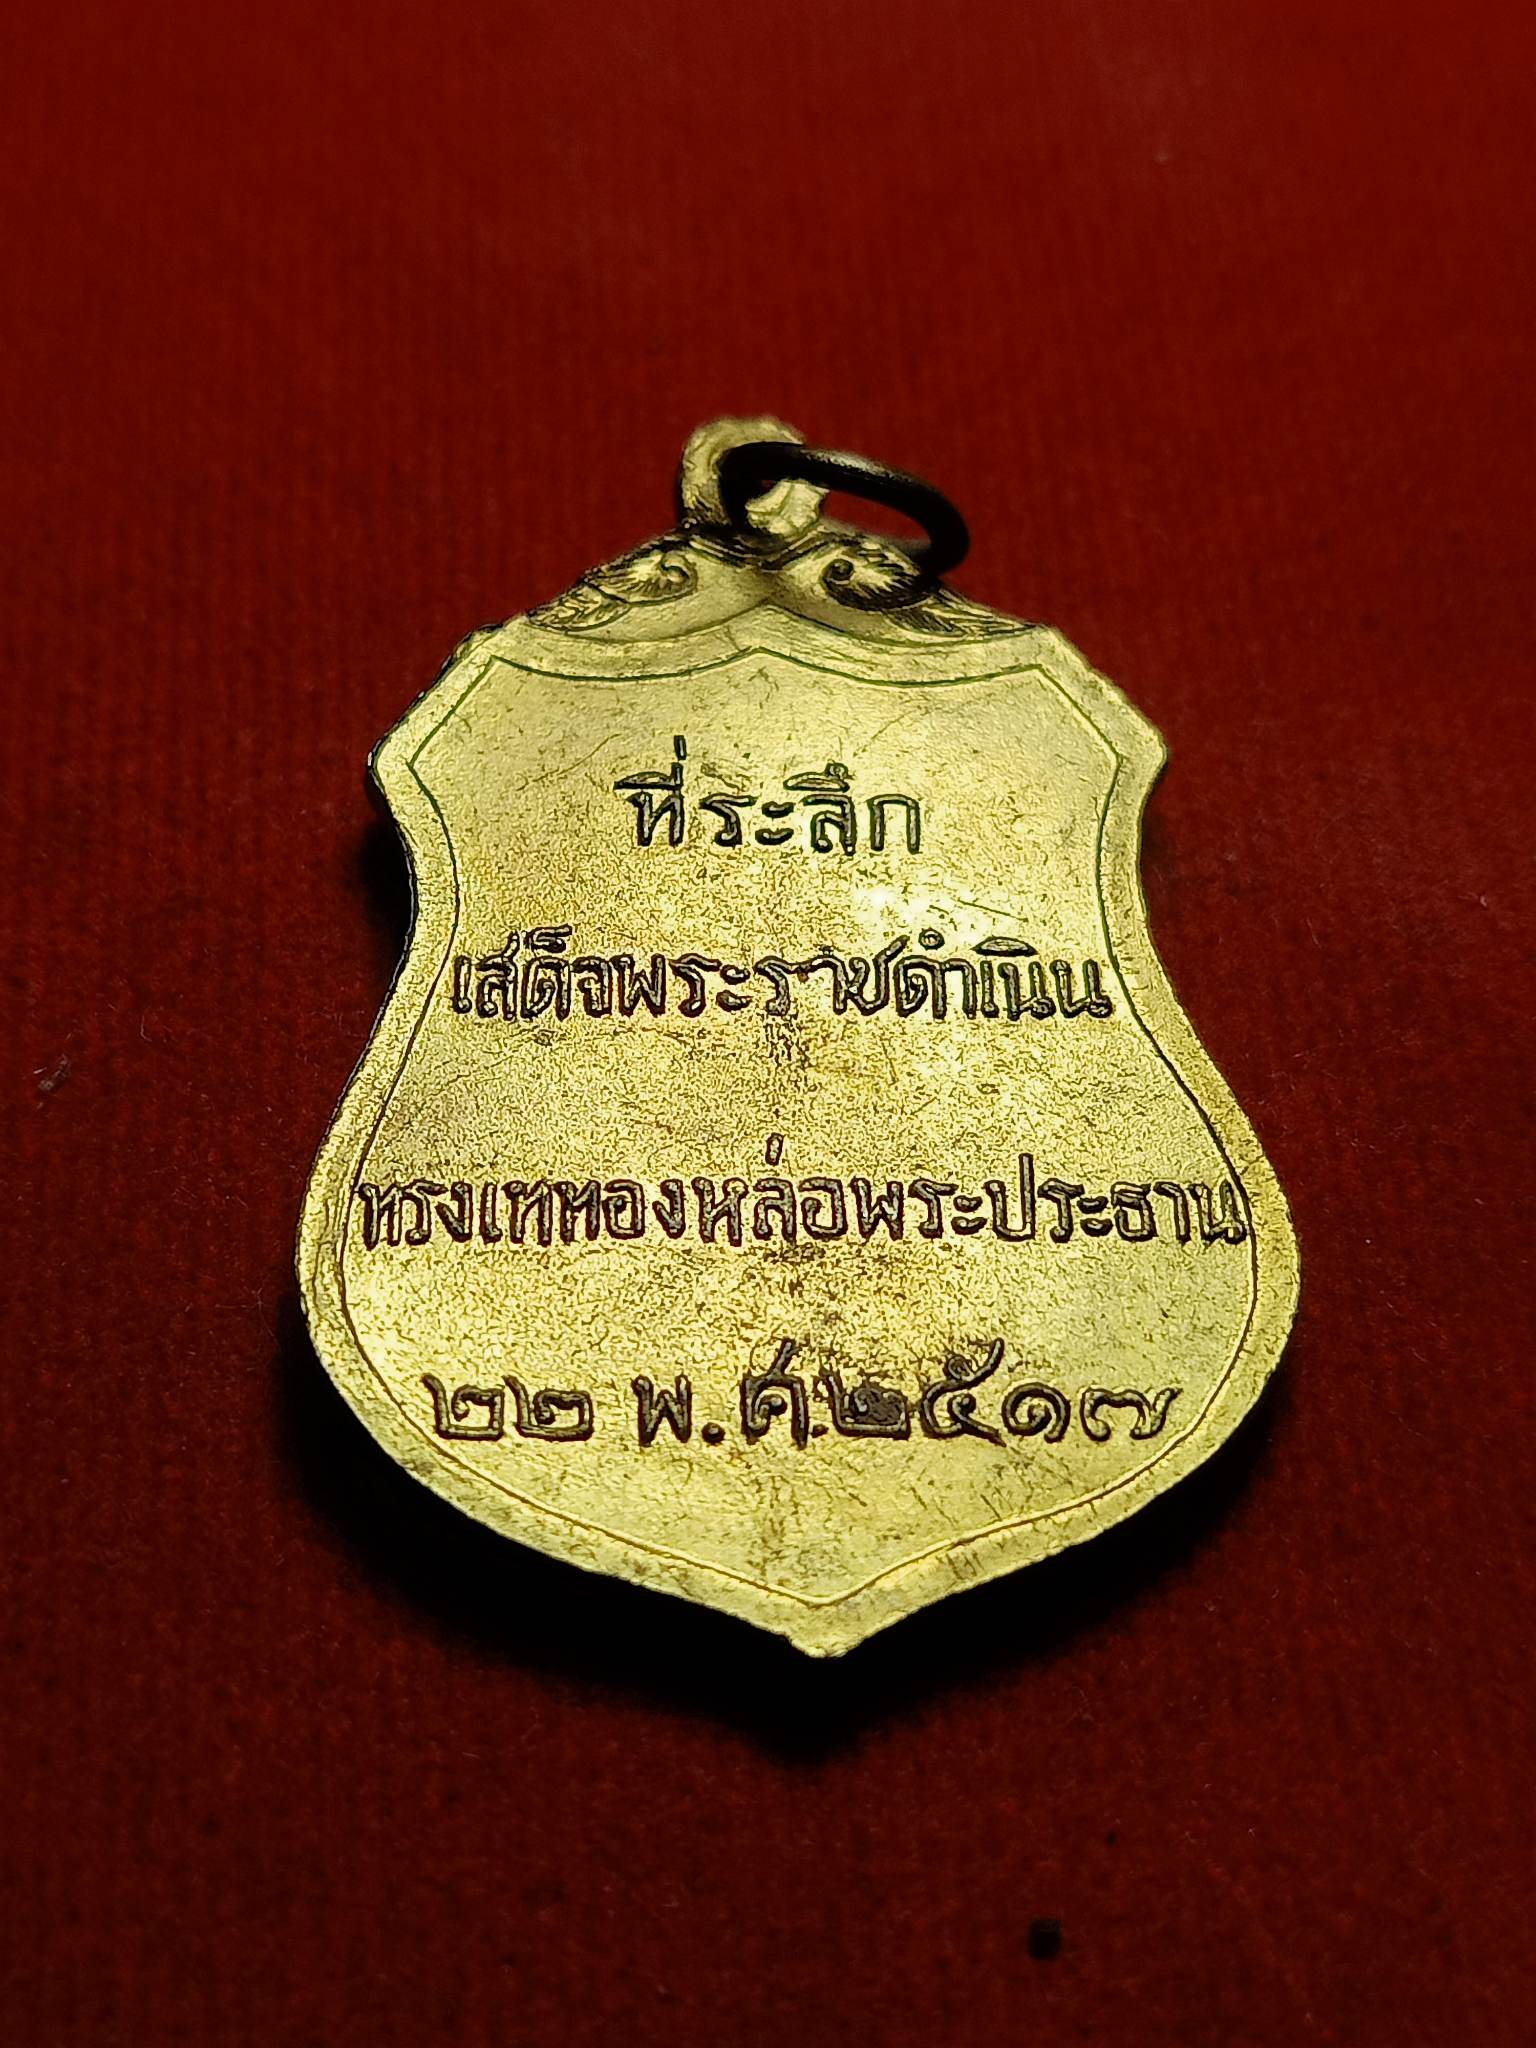 ที่ระลึก
เสด็จพระราชดำเนิน
ทรงเททองหล่อพระประธาน
๒๒ พ.ศ.๒๕๑๗